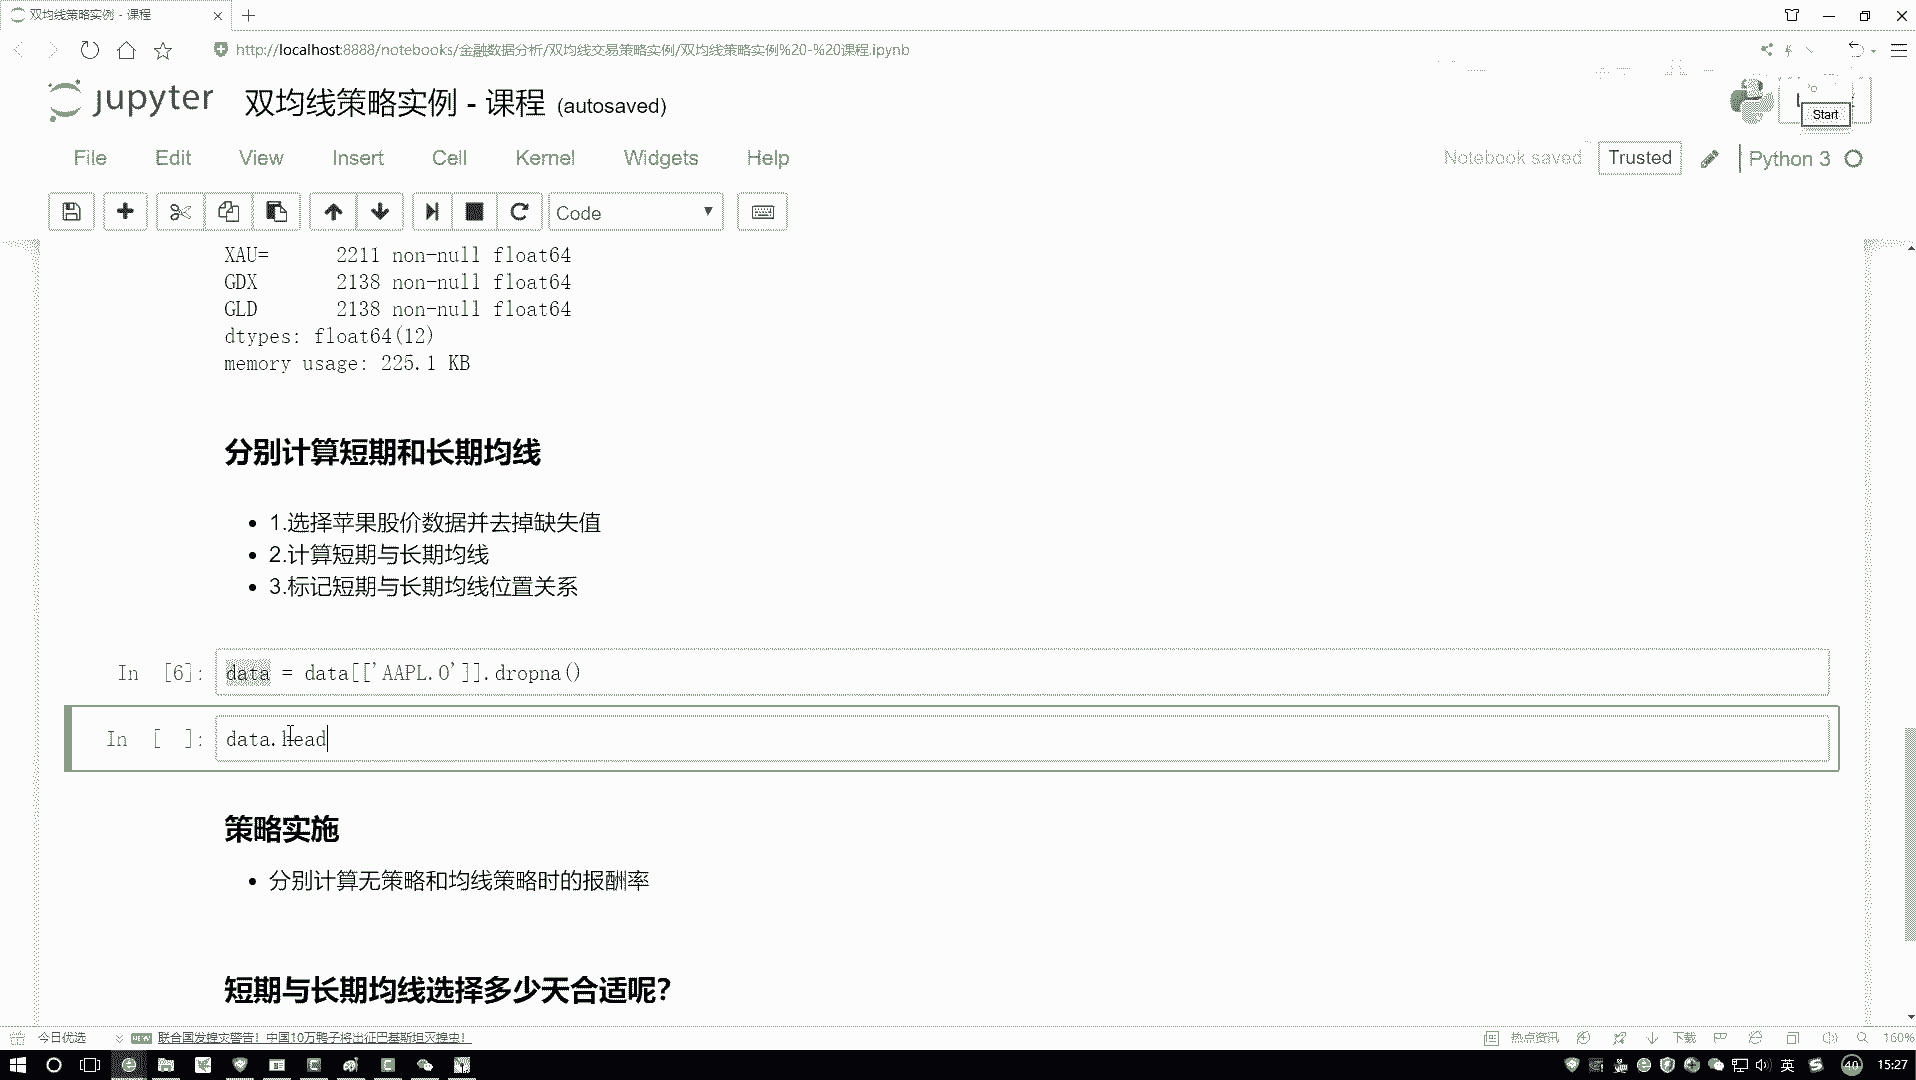 双均线策略实例 - 课程
http://localhost:8888/notebooks/金融数据分析/双均线交易策略实例/双均线策略实例%20-%20课程.ipynb
jupyter 双均线策略实例 - 课程 (autosaved)
Start
File Edit View Insert Cell Kernel Widgets Help
Notebook saved Trusted Python 3
Code
XAU= 2211 non-null float64
GDX 2138 non-null float64
GLD 2138 non-null float64
dtypes: float64(12)
memory usage: 225.1 KB
分别计算短期和长期均线
1.选择苹果股价数据并去掉缺失值
2.计算短期与长期均线
3.标记短期与长期均线位置关系
In [6]: data = data[['AAPL.O']].dropna()
In [ ]: data.head
策略实施
分别计算无策略和均线策略时的报酬率
短期与长期均线选择多少天合适呢?
今日优选 NEW 联合国发蝗灾警告！中国10万鸭子将出征巴基斯坦灭蝗虫！ 热点资讯 下载 160%
英 40 15:27